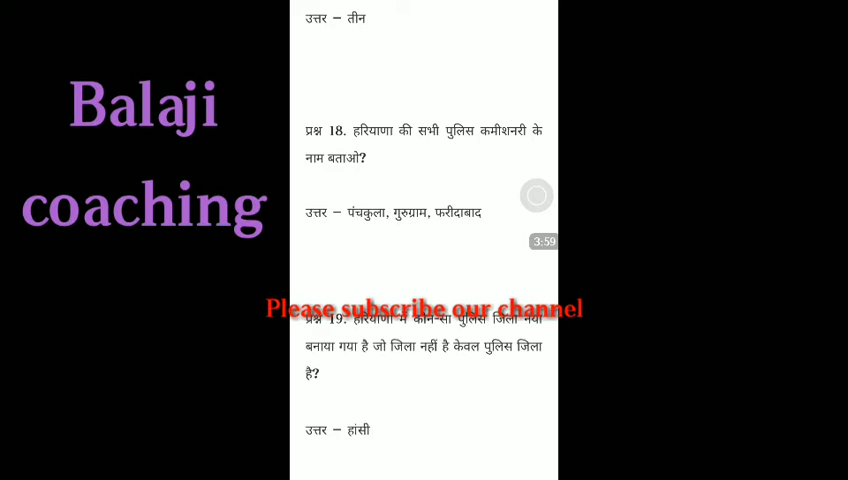 उत्तर – तीन
Balaji
coaching
प्रश्न 18. हरियाणा की सभी पुलिस कमीशनरी के
नाम बताओ?
उत्तर – पंचकुला, गुरुग्राम, फरीदाबाद
3:59
Please subscribe our channel
प्रश्न 19. हरियाणा में कौन-सा पुलिस जिला नया
बनाया गया है जो जिला नहीं है केवल पुलिस जिला
है?
उत्तर – हांसी